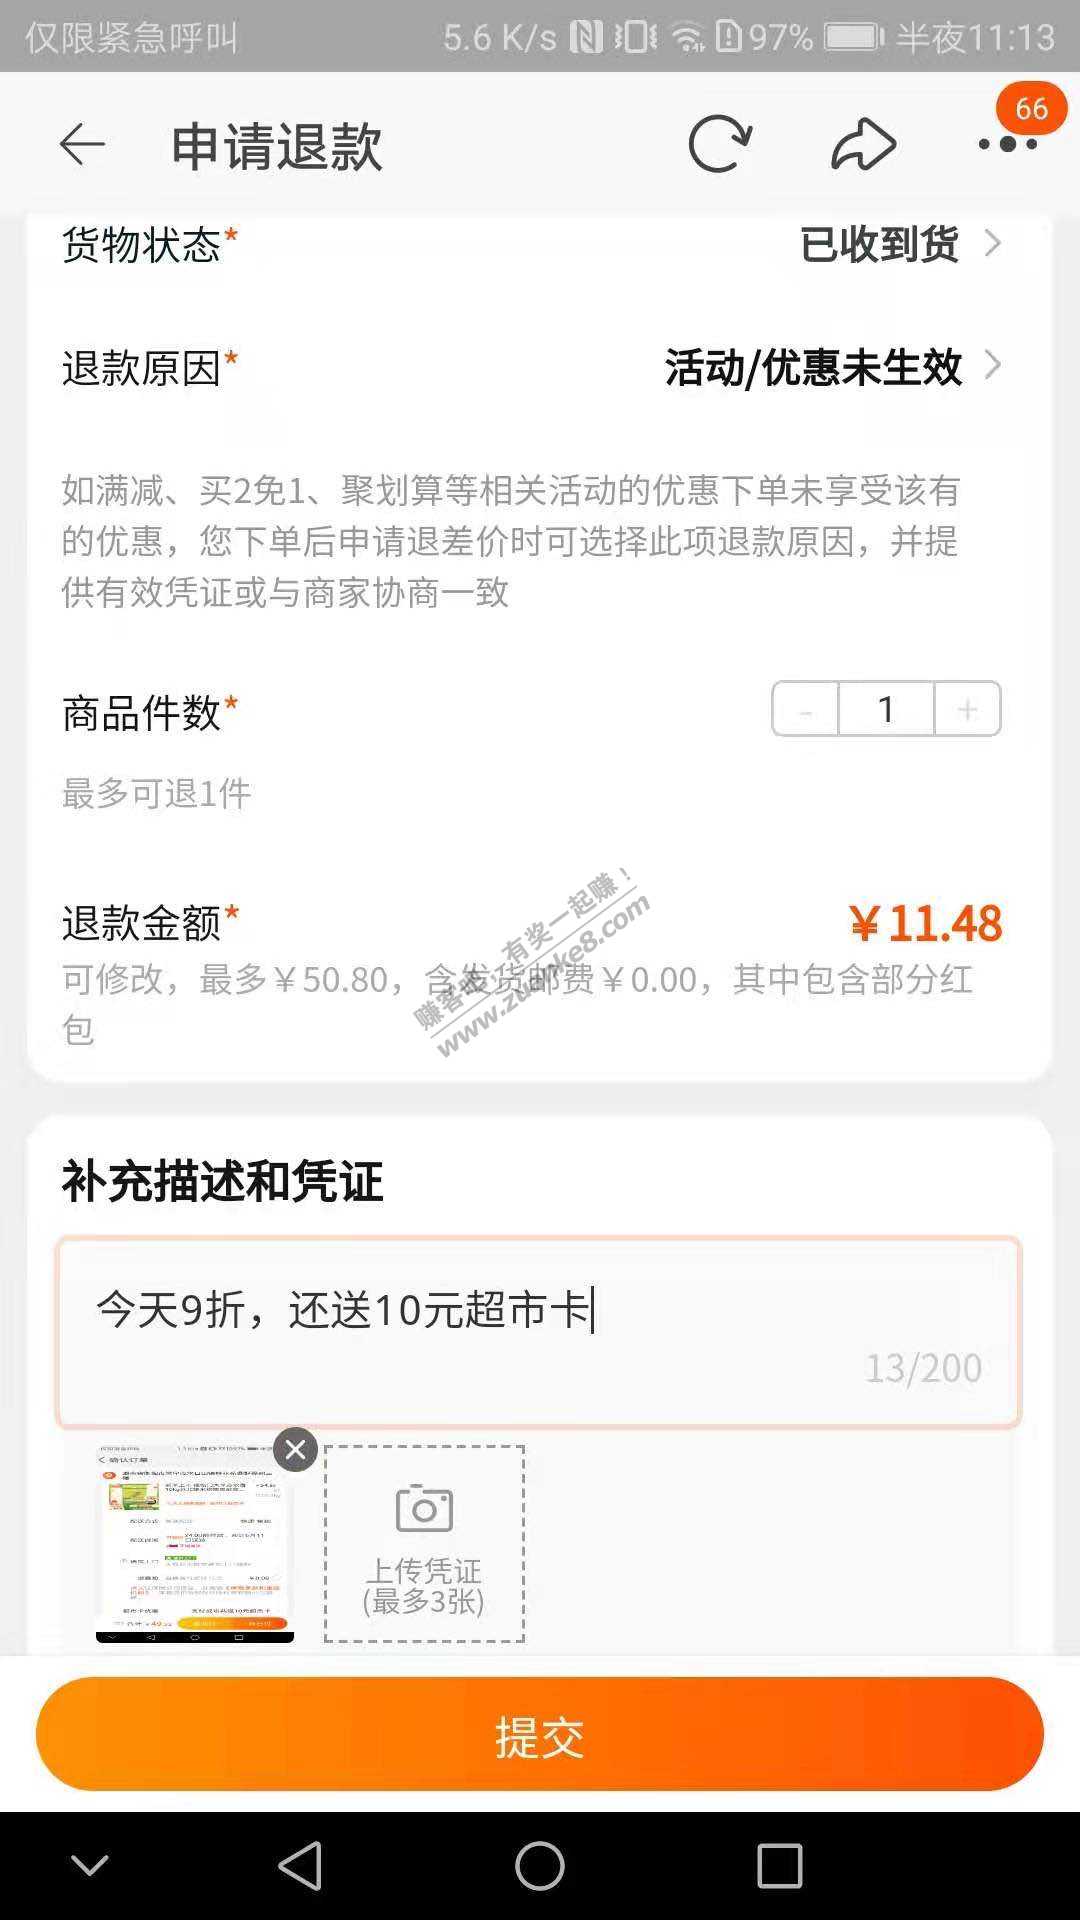 仅限紧急呼叫 5.6 K/s 97% 半夜11:13
66
申请退款
货物状态* 已收到货
退款原因* 活动/优惠未生效
如满减、买2免1、聚划算等相关活动的优惠下单未享受该有
的优惠，您下单后申请退差价时可选择此项退款原因，并提
供有效凭证或与商家协商一致
商品件数* - 1 +
最多可退1件
退款金额* ￥11.48
可修改，最多￥50.80，含发货邮费￥0.00，其中包含部分红
包
赚客吧，有奖一起赚！
www.zuanke8.com
补充描述和凭证
今天9折，还送10元超市卡
13/200
确认订单
上传凭证
(最多3张)
提交